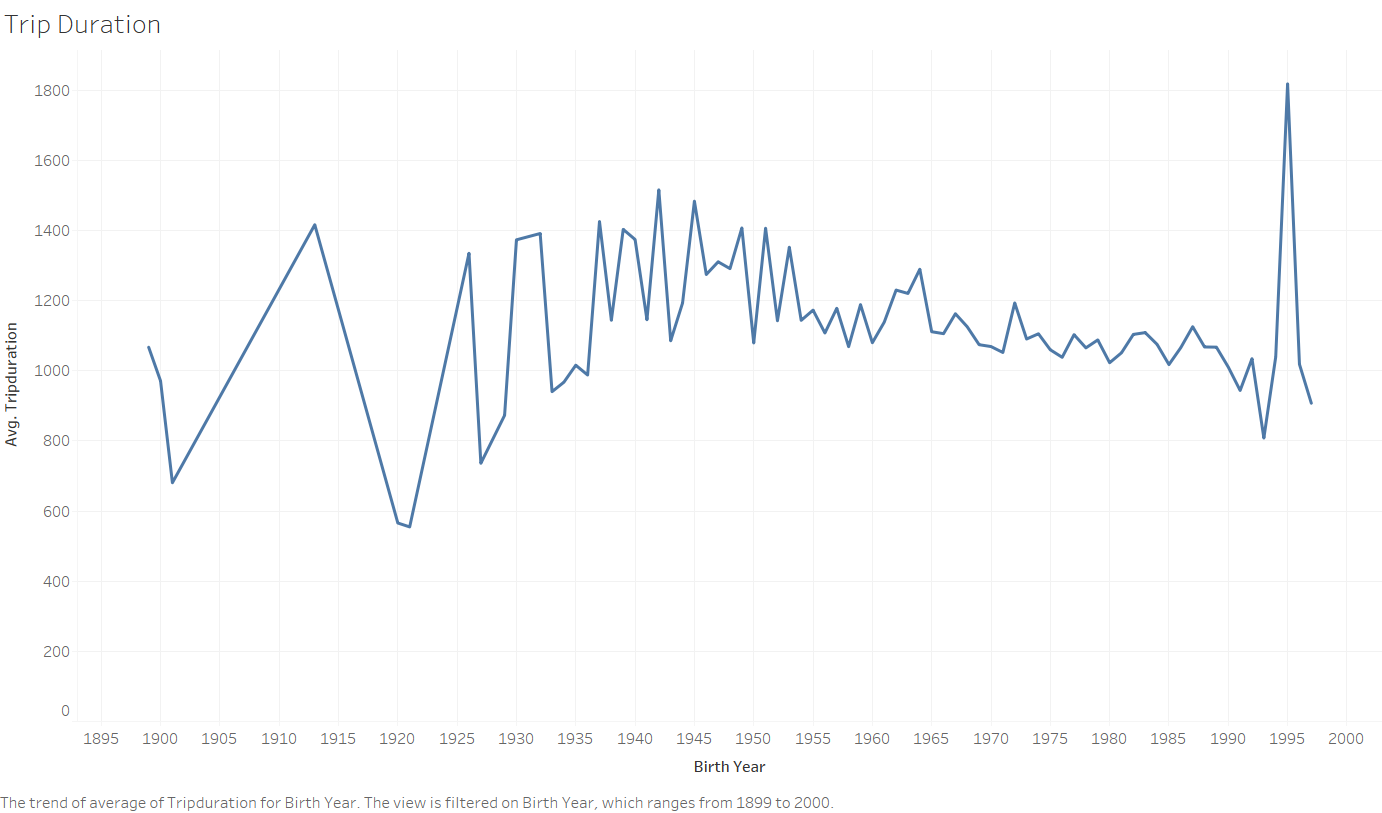 Trip Duration
1800
1600
1400
1200
1000
800
600
400
200
0
Avg. Tripduration
1895 1900 1905 1910 1915 1920 1925 1930 1935 1940 1945 1950 1955 1960 1965 1970 1975 1980 1985 1990 1995 2000
Birth Year
The trend of average of Tripduration for Birth Year. The view is filtered on Birth Year, which ranges from 1899 to 2000.